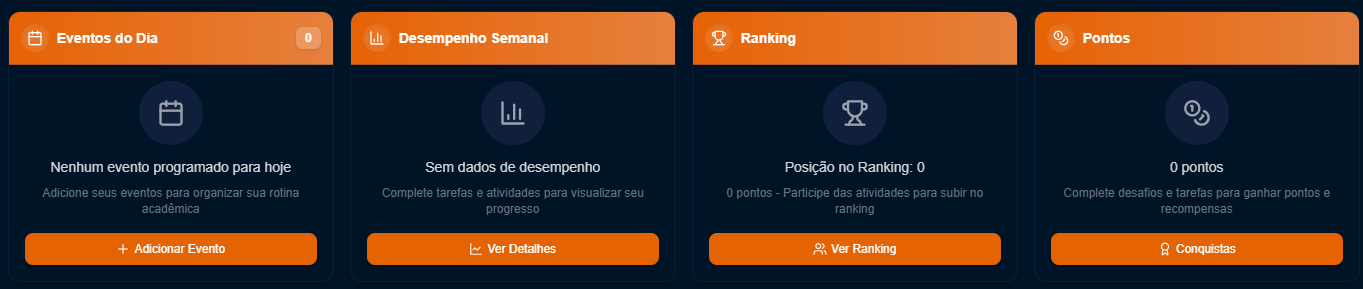 Eventos do Dia
0
Nenhum evento programado para hoje
Adicione seus eventos para organizar sua rotina
acadêmica
Adicionar Evento
Desempenho Semanal
Sem dados de desempenho
Complete tarefas e atividades para visualizar seu
progresso
Ver Detalhes
Ranking
Posição no Ranking: 0
0 pontos - Participe das atividades para subir no
ranking
Ver Ranking
Pontos
0 pontos
Complete desafios e tarefas para ganhar pontos e
recompensas
Conquistas